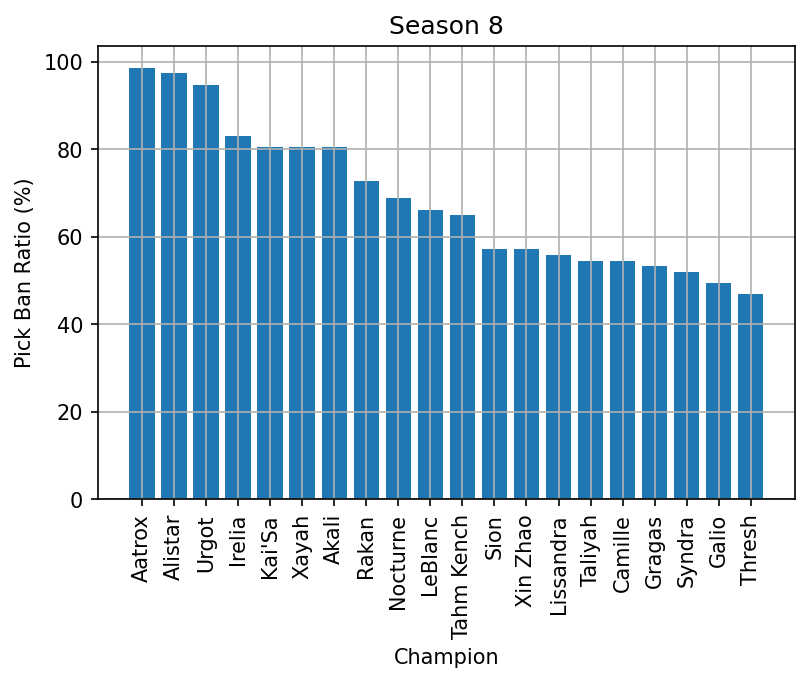 Season 8
Pick Ban Ratio (%)
100
80
60
40
20
0
Aatrox
Alistar
Urgot
Irelia
Kai'Sa
Xayah
Akali
Rakan
Nocturne
LeBlanc
Tahm Kench
Sion
Xin Zhao
Lissandra
Taliyah
Camille
Gragas
Syndra
Galio
Thresh
Champion